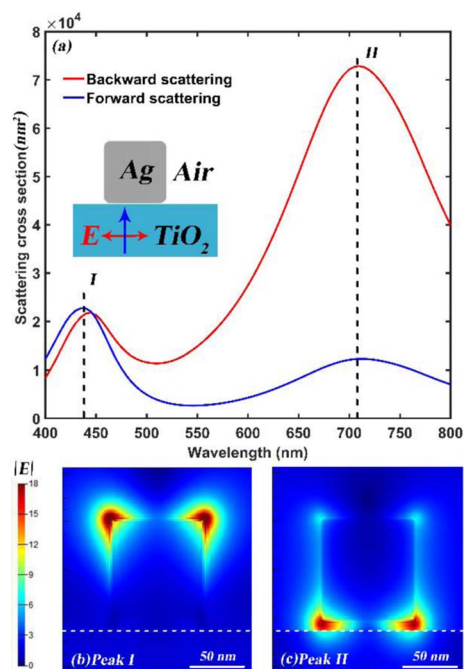 ×10⁴
(a)
II
8
Backward scattering
Forward scattering
7
6
Ag Air
5
E TiO₂
4
3
I
2
1
0
Scattering cross section(nm²)
400 450 500 550 600 650 700 750 800
Wavelength (nm)
|E|
18
15
12
9
6
3
0
(b)Peak I 50 nm
(c)Peak II 50 nm